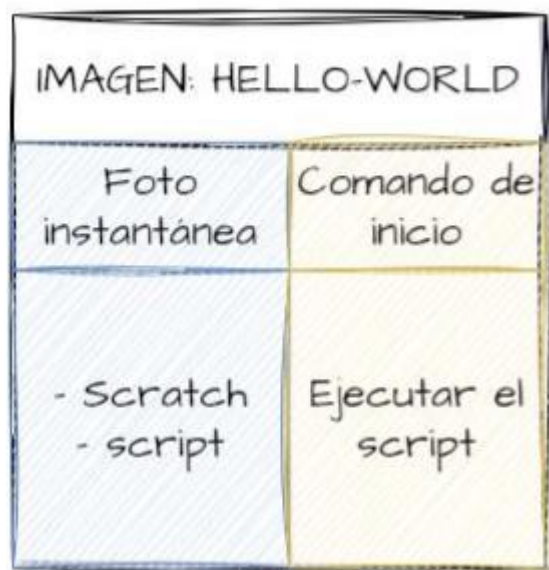 IMAGEN: HELLO-WORLD
Foto
instantánea
Comando de
inicio
- Scratch
- script
Ejecutar el
script